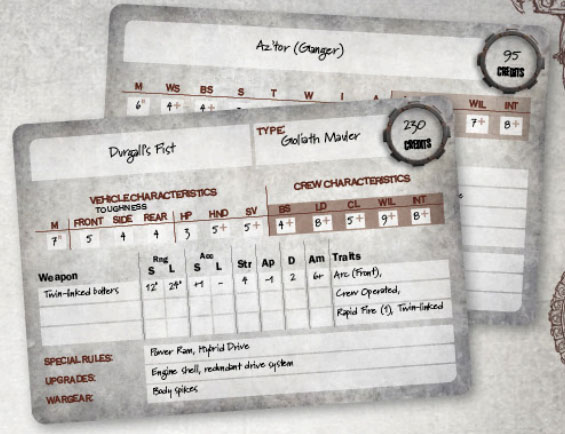 Az'tor (Ganger)
95
CREDITS
M WS BS S T W I A WIL INT
6" 4+ 4+ 7+ 8+
Durgall's Fist
TYPE
Goliath Mauler
230
CREDITS
VEHICLE CHARACTERISTICS
CREW CHARACTERISTICS
TOUGHNESS
M FRONT SIDE REAR HP HND SV BS LD CL WIL INT
7" 5 4 4 3 5+ 5+ 4+ 8+ 5+ 9+ 8+
Rng Acc
Weapon S L S L Str Ap D Am Traits
Twin-linked bolters 12" 24" +1 - 4 -1 2 6+ Arc (Front),
Crew Operated,
Rapid Fire (1), Twin-linked
SPECIAL RULES: Power Ram, Hybrid Drive
UPGRADES: Engine shell, redundant drive system
WARGEAR: Body spikes